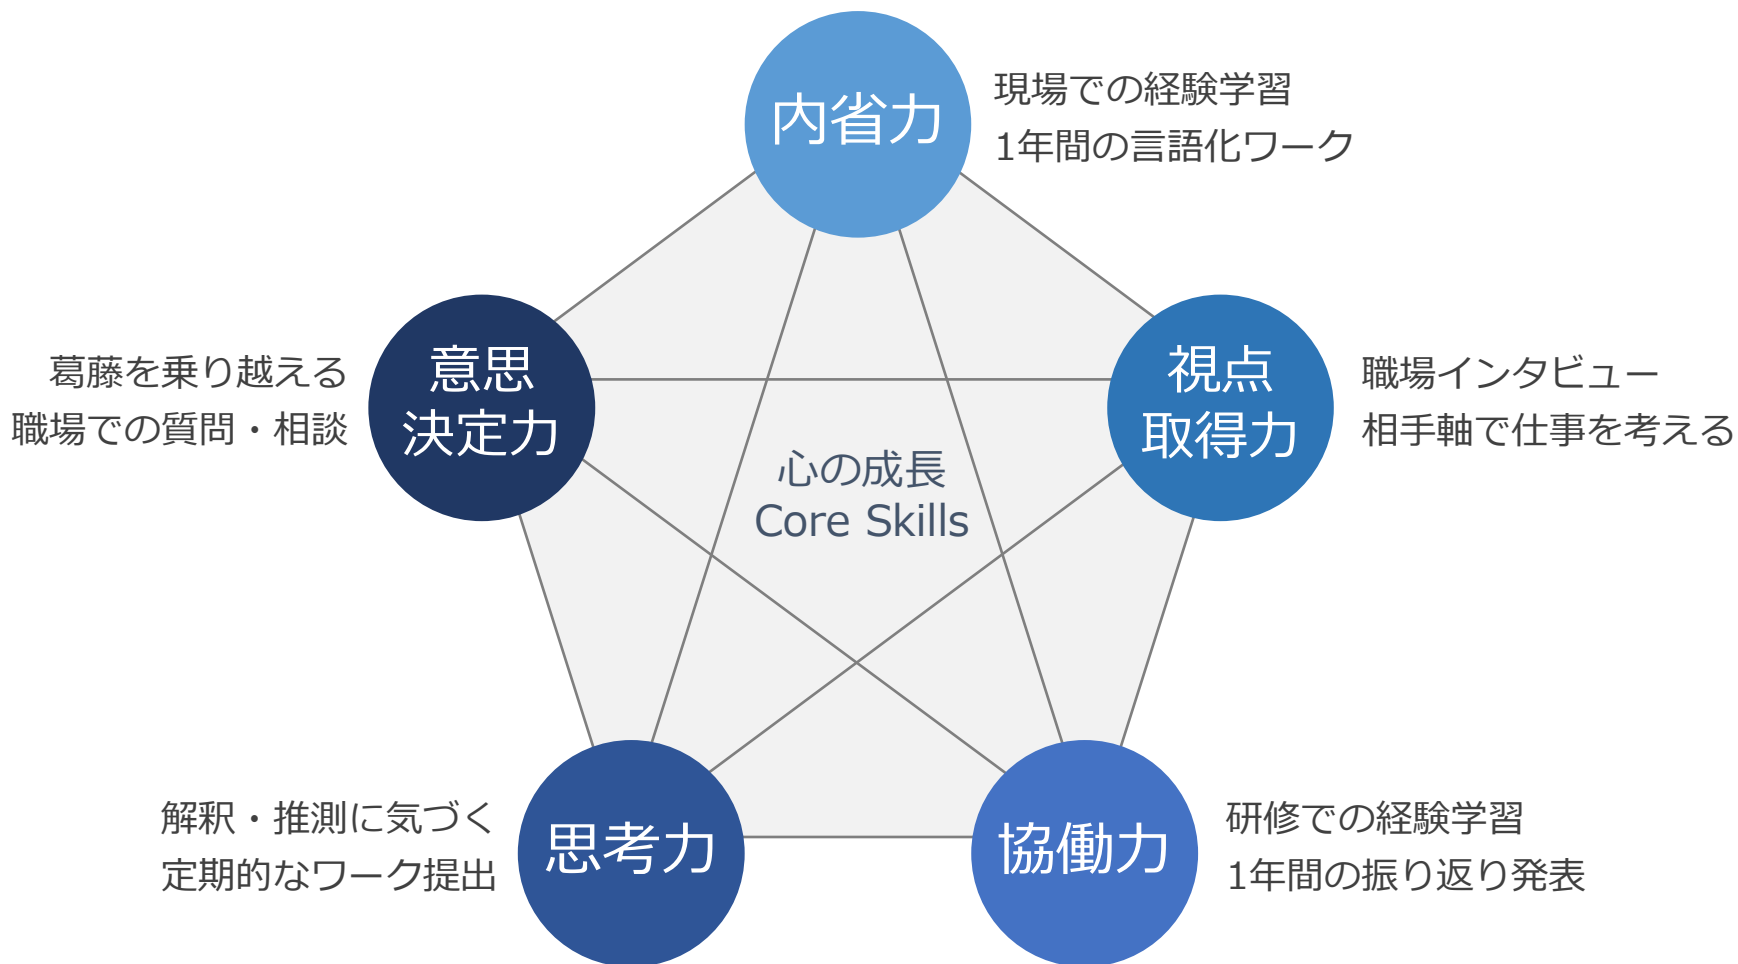 内省力
現場での経験学習
1年間の言語化ワーク
意思
決定力
葛藤を乗り越える
職場での質問・相談
視点
取得力
職場インタビュー
相手軸で仕事を考える
心の成長
Core Skills
思考力
解釈・推測に気づく
定期的なワーク提出
協働力
研修での経験学習
1年間の振り返り発表